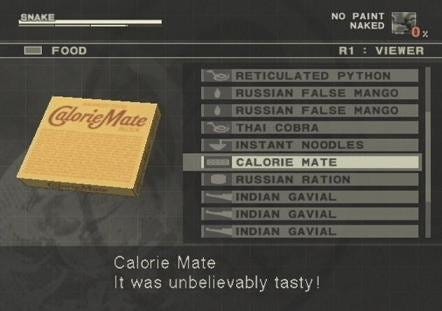 SNAKE
NO PAINT
NAKED
0%
FOOD
R1 : VIEWER
CalorieMate
RETICULATED PYTHON
RUSSIAN FALSE MANGO
RUSSIAN FALSE MANGO
THAI COBRA
INSTANT NOODLES
CALORIE MATE
RUSSIAN RATION
INDIAN GAVIAL
INDIAN GAVIAL
INDIAN GAVIAL
Calorie Mate
It was unbelievably tasty!